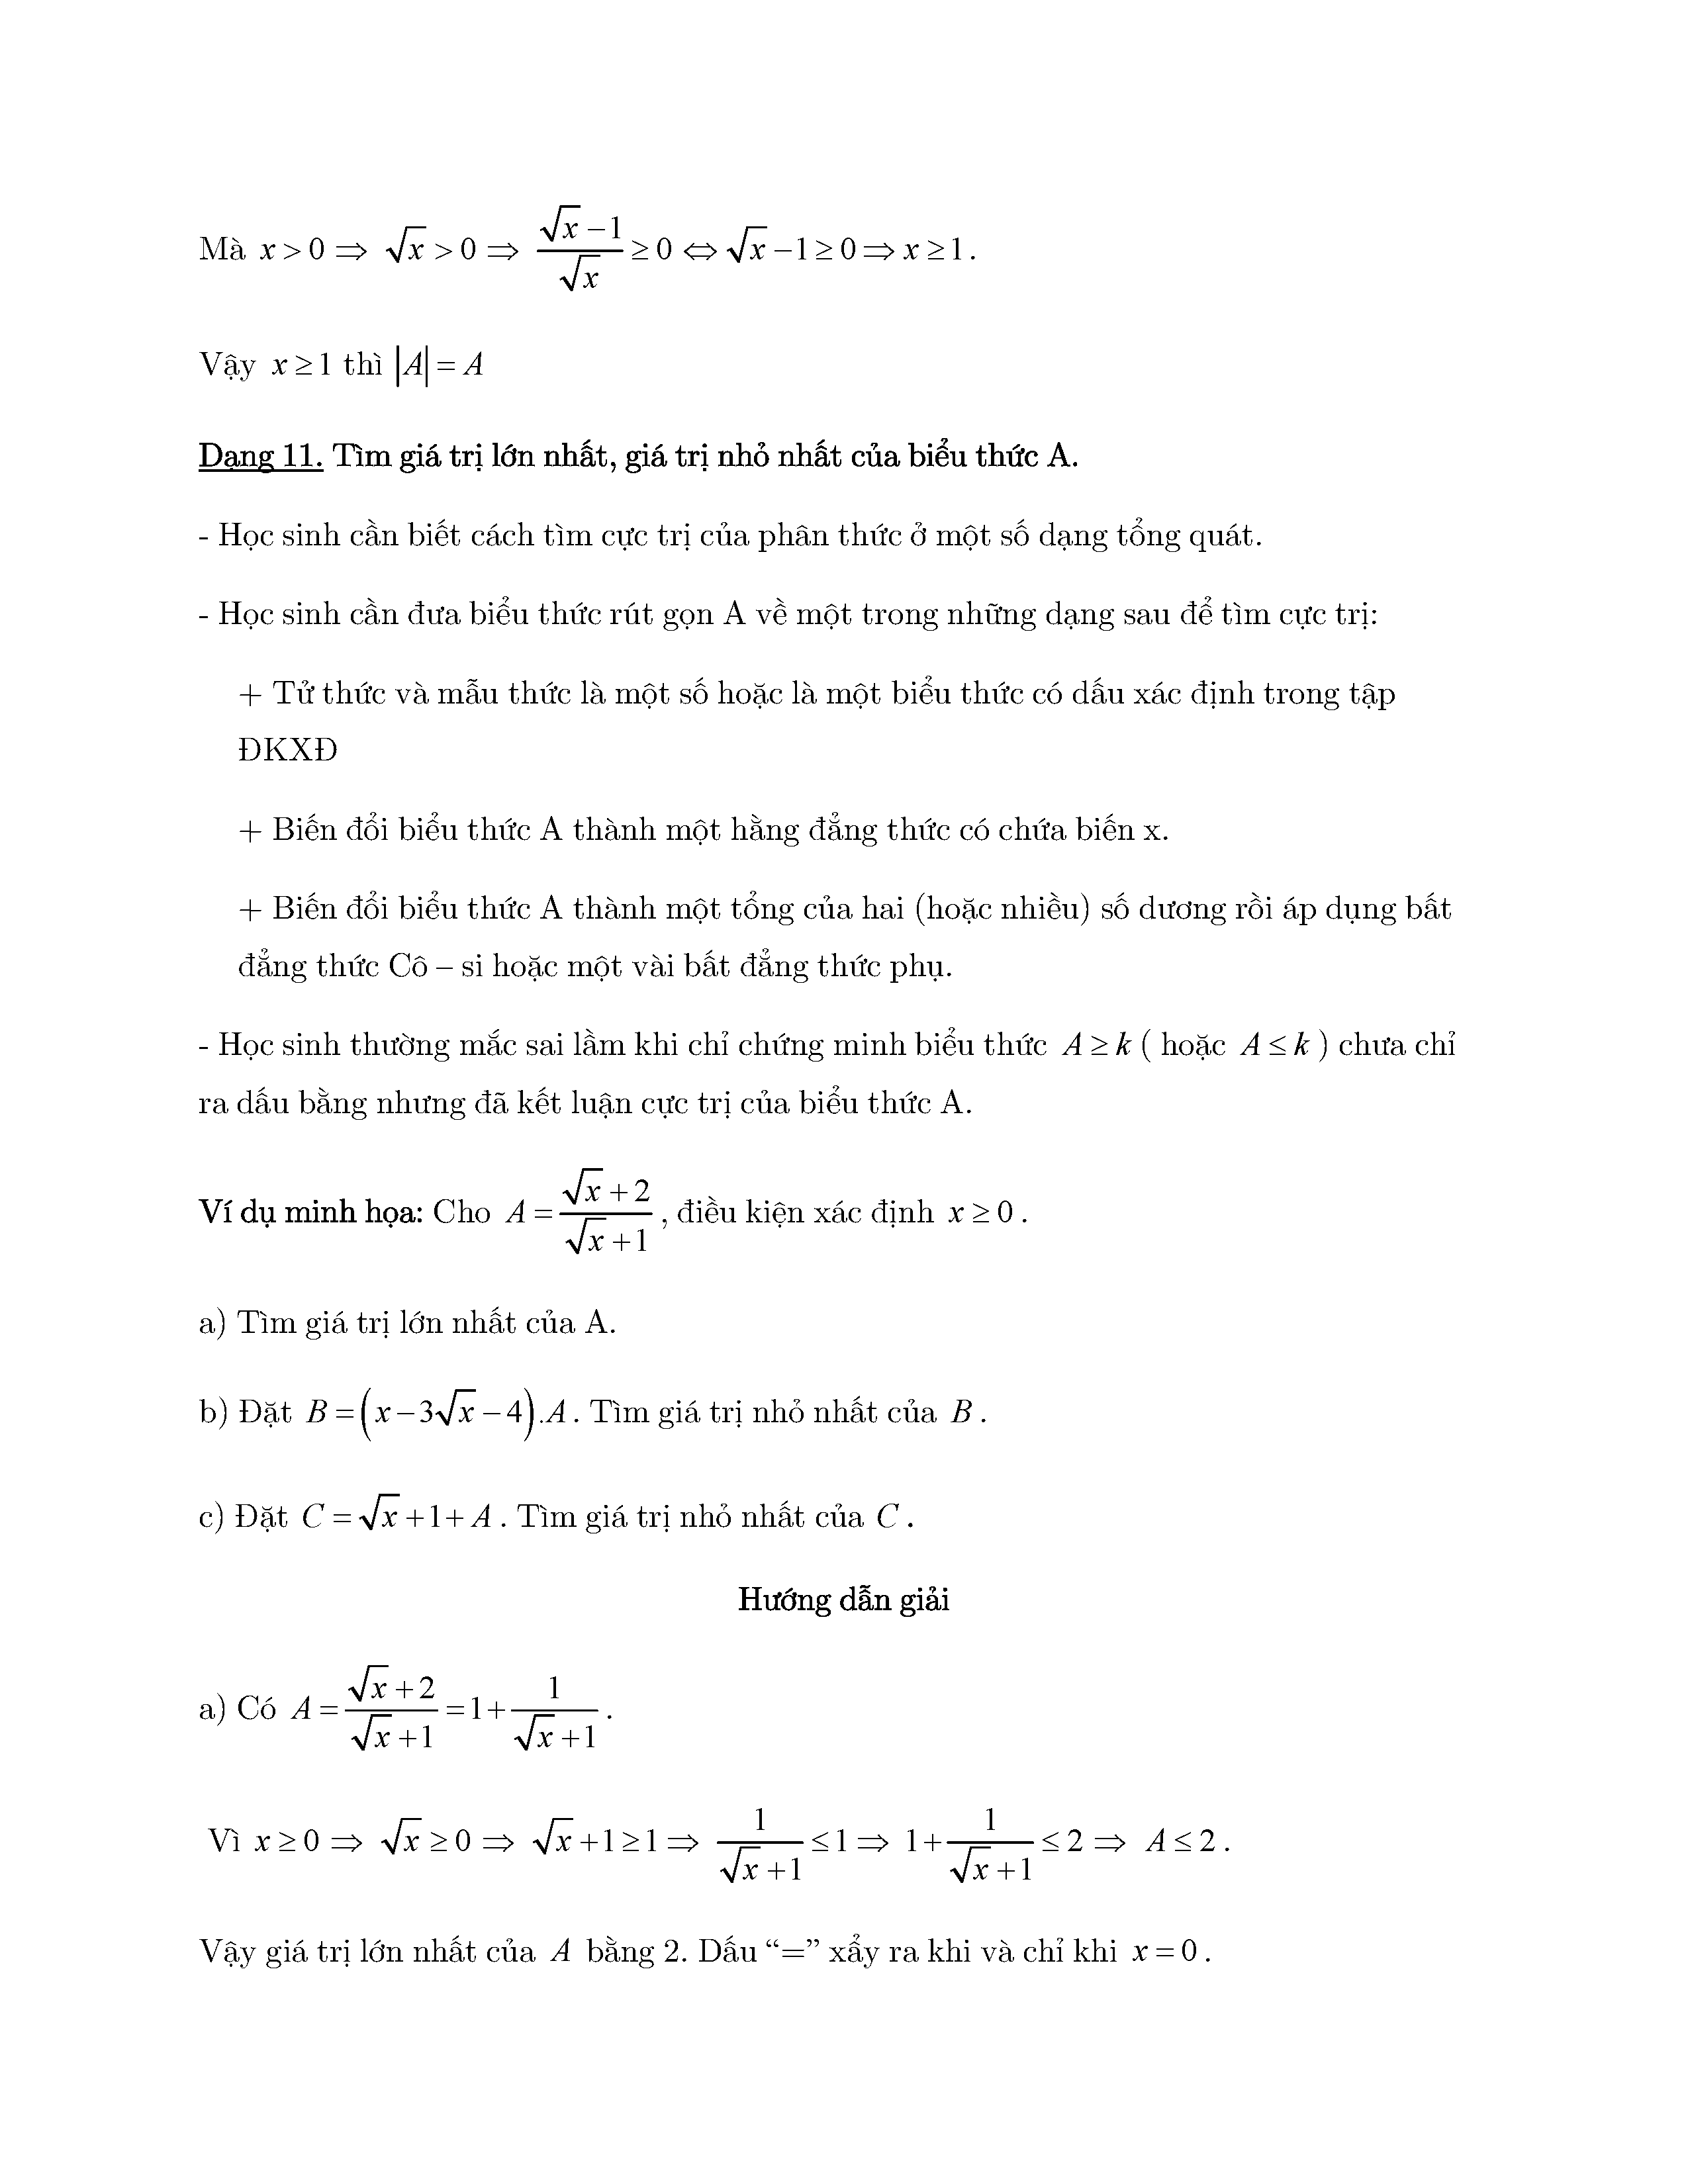 Mà $x > 0 \Rightarrow \sqrt{x} > 0 \Rightarrow \frac{\sqrt{x}-1}{\sqrt{x}} \geq 0 \Leftrightarrow \sqrt{x}-1 \geq 0 \Rightarrow x \geq 1$.
Vậy $x \geq 1$ thì $|A| = A$
Dạng 11. Tìm giá trị lớn nhất, giá trị nhỏ nhất của biểu thức A.
- Học sinh cần biết cách tìm cực trị của phân thức ở một số dạng tổng quát.
- Học sinh cần đưa biểu thức rút gọn A về một trong những dạng sau để tìm cực trị:
+ Tử thức và mẫu thức là một số hoặc là một biểu thức có dấu xác định trong tập
ĐKXĐ
+ Biến đổi biểu thức A thành một hằng đẳng thức có chứa biến x.
+ Biến đổi biểu thức A thành một tổng của hai (hoặc nhiều) số dương rồi áp dụng bất
đẳng thức Cô – si hoặc một vài bất đẳng thức phụ.
- Học sinh thường mắc sai lầm khi chỉ chứng minh biểu thức $A \geq k$ ( hoặc $A \leq k$ ) chưa chỉ
ra dấu bằng nhưng đã kết luận cực trị của biểu thức A.
Ví dụ minh họa: Cho $A = \frac{\sqrt{x}+2}{\sqrt{x}+1}$, điều kiện xác định $x \geq 0$.
a) Tìm giá trị lớn nhất của A.
b) Đặt $B = \left(x-3\sqrt{x}-4\right).A$. Tìm giá trị nhỏ nhất của $B$.
c) Đặt $C = \sqrt{x}+1+A$. Tìm giá trị nhỏ nhất của $C$.
Hướng dẫn giải
a) Có $A = \frac{\sqrt{x}+2}{\sqrt{x}+1} = 1+\frac{1}{\sqrt{x}+1}$.
Vì $x \geq 0 \Rightarrow \sqrt{x} \geq 0 \Rightarrow \sqrt{x}+1 \geq 1 \Rightarrow \frac{1}{\sqrt{x}+1} \leq 1 \Rightarrow 1+\frac{1}{\sqrt{x}+1} \leq 2 \Rightarrow A \leq 2$.
Vậy giá trị lớn nhất của $A$ bằng 2. Dấu “=” xẩy ra khi và chỉ khi $x = 0$.